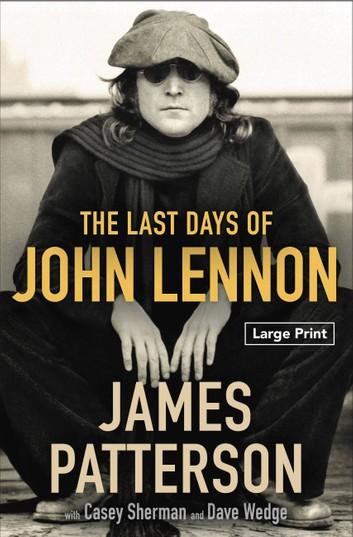 THE LAST DAYS OF
JOHN LENNON
Large Print
JAMES
PATTERSON
with Casey Sherman and Dave Wedge